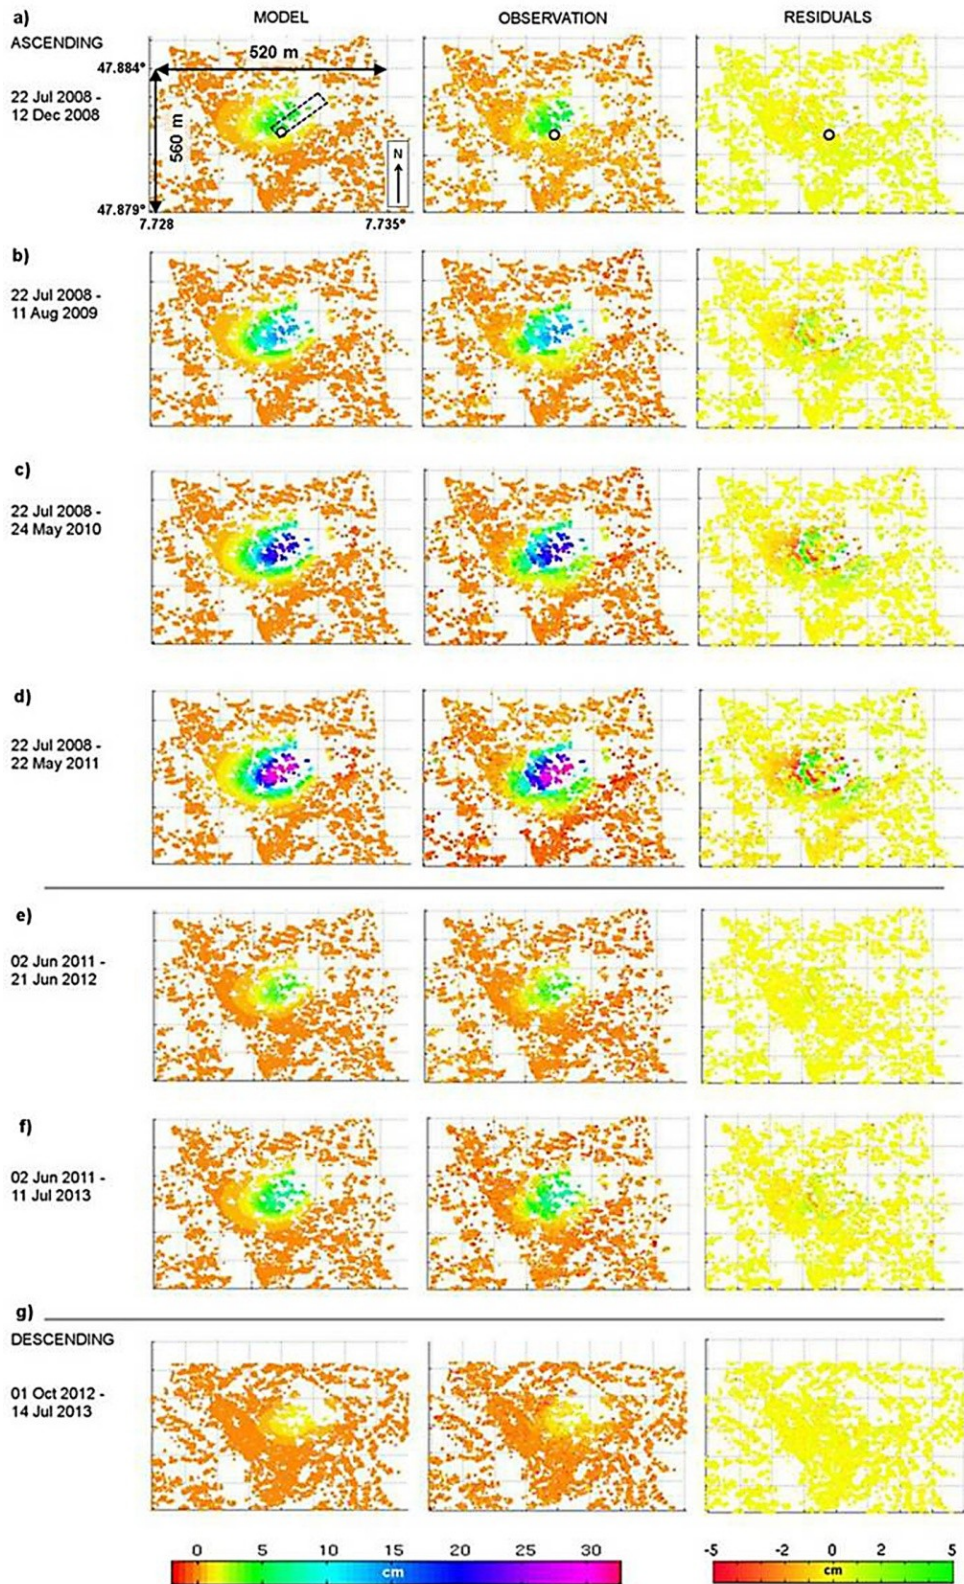 a)
MODEL
OBSERVATION
RESIDUALS
ASCENDING
22 Jul 2008 -
12 Dec 2008
47.884°
520 m
560 m
N
47.879°
7.728
7.735°
b)
22 Jul 2008 -
11 Aug 2009
c)
22 Jul 2008 -
24 May 2010
d)
22 Jul 2008 -
22 May 2011
e)
02 Jun 2011 -
21 Jun 2012
f)
02 Jun 2011 -
11 Jul 2013
g)
DESCENDING
01 Oct 2012 -
14 Jul 2013
0 5 10 15 20 25 30
cm
-5 -2 0 2 5
cm